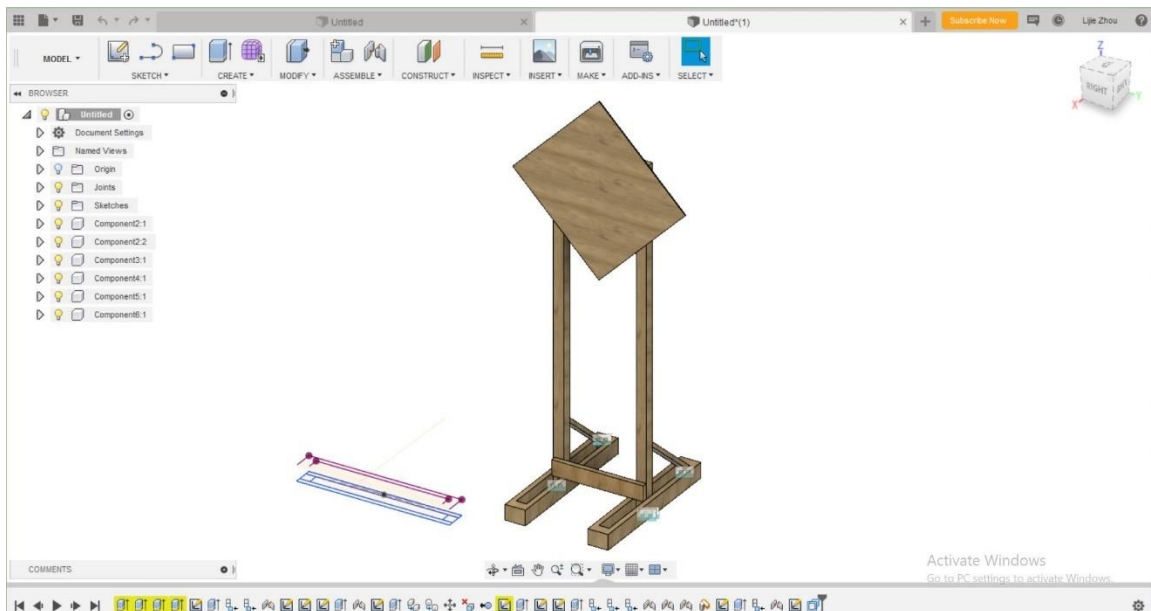 Untitled
Untitled*(1)
Subscribe Now
Lijie Zhou
MODEL
SKETCH
CREATE
MODIFY
ASSEMBLE
CONSTRUCT
INSPECT
INSERT
MAKE
ADD-INS
SELECT
BROWSER
Untitled
Document Settings
Named Views
Origin
Joints
Sketches
Component2:1
Component2:2
Component3:1
Component4:1
Component5:1
Component6:1
Z
RIGHT
X
Y
COMMENTS
Activate Windows
Go to PC settings to activate Windows.